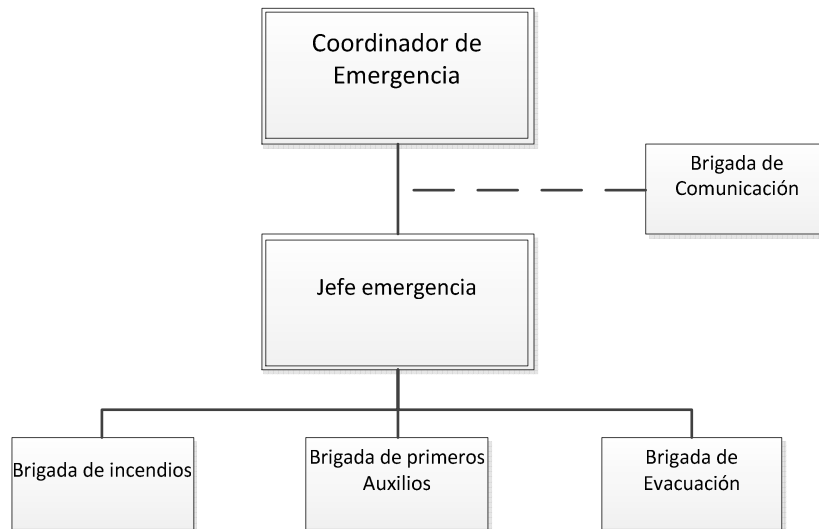 Coordinador de
Emergencia
Brigada de
Comunicación
Jefe emergencia
Brigada de incendios
Brigada de primeros
Auxilios
Brigada de
Evacuación